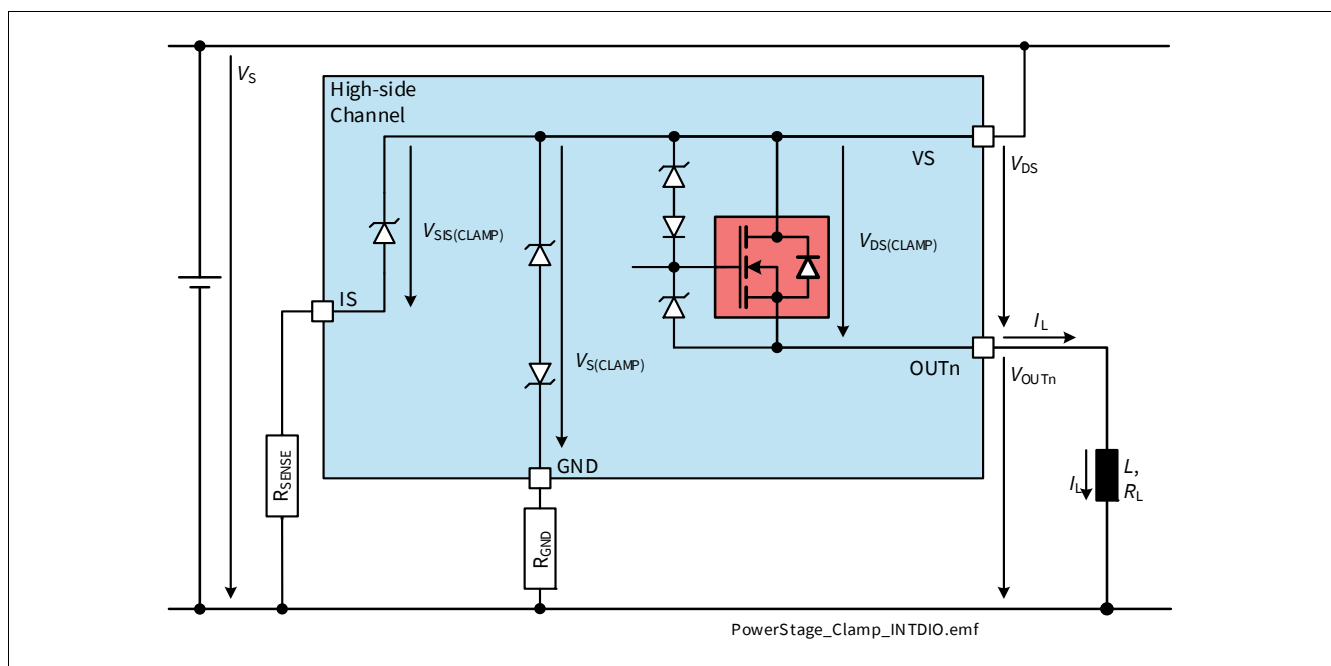 VS
High-side
Channel
VS
VDS
VSIS(CLAMP)
VDS(CLAMP)
IS
IL
VS(CLAMP)
OUTn
VOUTn
GND
RSENSE
IL
L,
RL
RGND
PowerStage_Clamp_INTDIO.emf